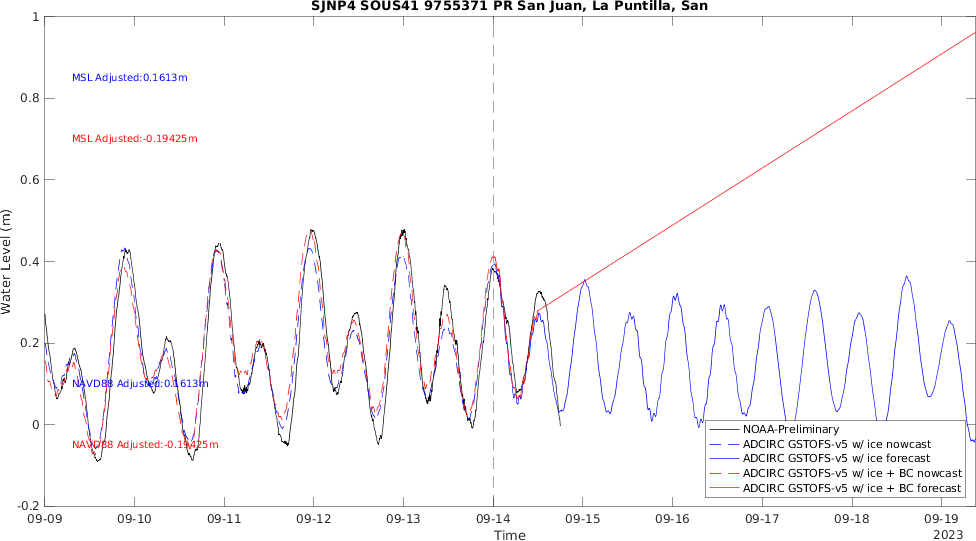 SJNP4 SOUS41 9755371 PR San Juan, La Puntilla, San
1
0.8
0.6
0.4
0.2
0
-0.2
Water Level (m)
MSL Adjusted:0.1613m
MSL Adjusted:-0.19425m
NAVD88 Adjusted:0.1613m
NAVD88 Adjusted:-0.19425m
NOAA-Preliminary
ADCIRC GSTOFS-v5 w/ ice nowcast
ADCIRC GSTOFS-v5 w/ ice forecast
ADCIRC GSTOFS-v5 w/ ice + BC nowcast
ADCIRC GSTOFS-v5 w/ ice + BC forecast
09-09 09-10 09-11 09-12 09-13 09-14 09-15 09-16 09-17 09-18 09-19
Time
2023